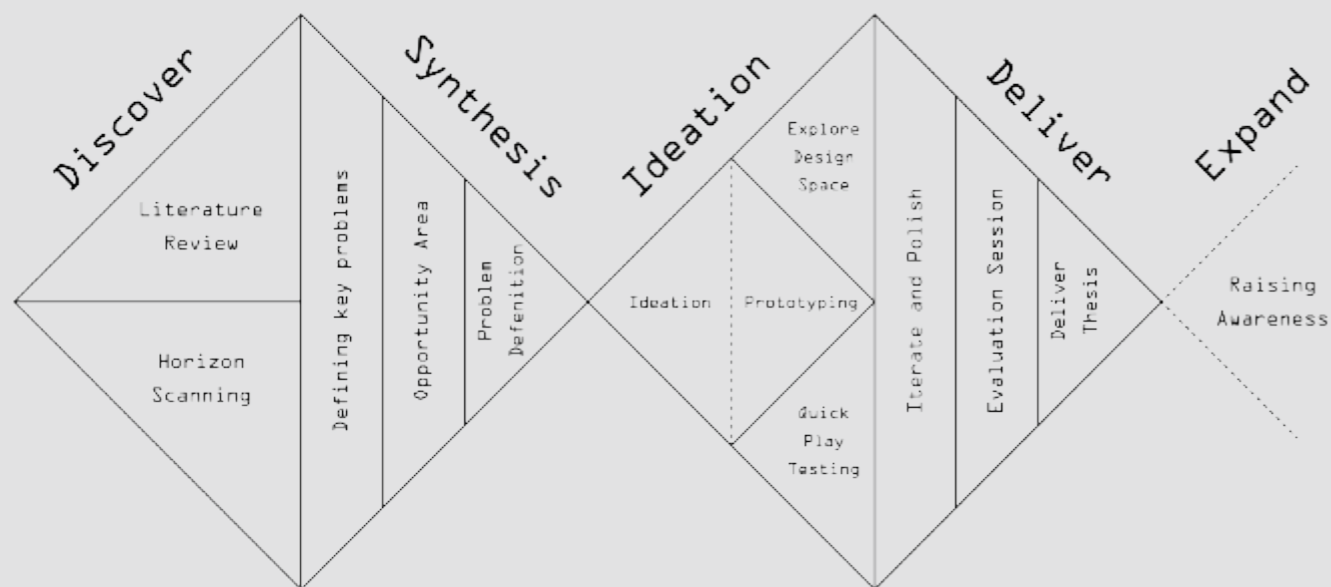 Discover
Synthesis
Ideation
Deliver
Expand
Literature
Review
Horizon
Scanning
Defining key problems
Opportunity Area
Problem
Defenition
Ideation
Prototyping
Explore
Design
Space
Quick
Play
Testing
Iterate and Polish
Evaluation Session
Deliver
Thesis
Raising
Awareness